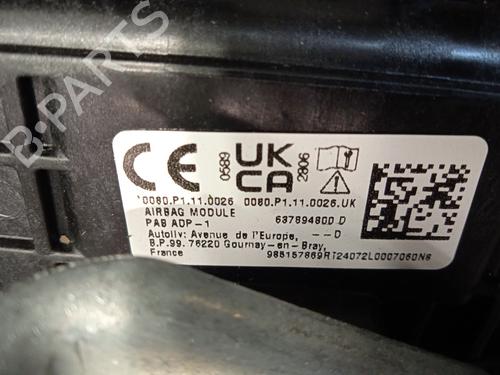 B-PARTS
CE 0589 UK CA 2806
0080.P1.11.0026 0080.P1.11.0026.UK
AIRBAG MODULE 637894800 D
PAB ADP-1
Autoliv: Avenue de l'Europe, --D
B.P.99. 76220 Gournay-en-Bray,
France 985157869RT24072L0007060N6